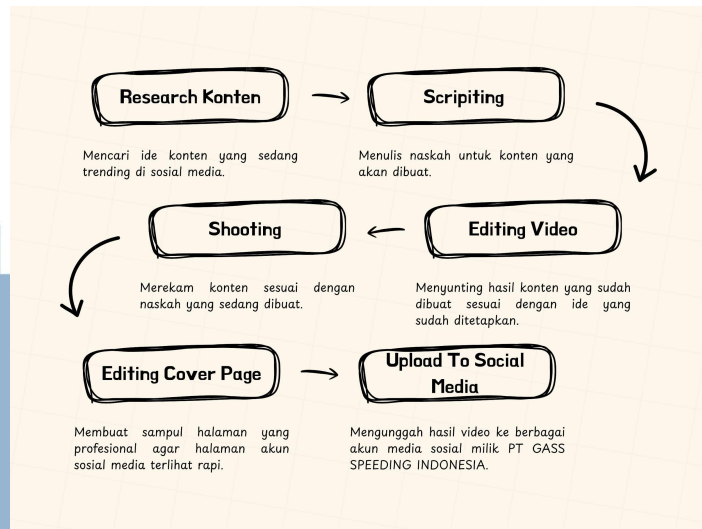 Research Konten
Mencari ide konten yang sedang
trending di sosial media.
Scripiting
Menulis naskah untuk konten yang
akan dibuat.
Editing Video
Menyunting hasil konten yang sudah
dibuat sesuai dengan ide yang
sudah ditetapkan.
Shooting
Merekam konten sesuai dengan
naskah yang sedang dibuat.
Editing Cover Page
Membuat sampul halaman yang
profesional agar halaman akun
sosial media terlihat rapi.
Upload To Social
Media
Mengunggah hasil video ke berbagai
akun media sosial milik PT GASS
SPEEDING INDONESIA.